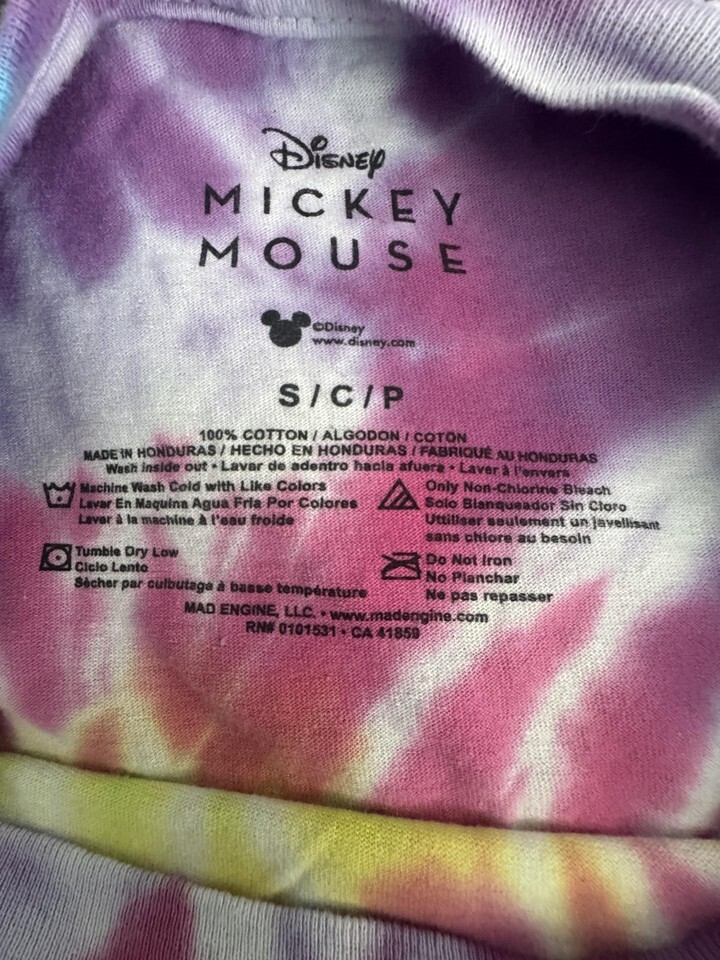 Disney
MICKEY
MOUSE
©Disney
www.disney.com
S/C/P
100% COTTON / ALGODON / COTON
MADE IN HONDURAS / HECHO EN HONDURAS / FABRIQUÉ AU HONDURAS
Wash inside out • Lavar de adentro hacia afuera • Laver à l'envers
Machine Wash Cold with Like Colors
Lavar En Maquina Agua Fria Por Colores
Laver à la machine à l'eau froide
Only Non-Chlorine Bleach
Solo Blanqueador Sin Cloro
Uttiliser seulement un javellisant
sans chlore au besoin
Tumble Dry Low
Ciclo Lento
Sècher par culbutage à basse température
Do Not Iron
No Planchar
Ne pas repasser
MAD ENGINE, LLC. • www.madengine.com
RN# 0101531 • CA 41859